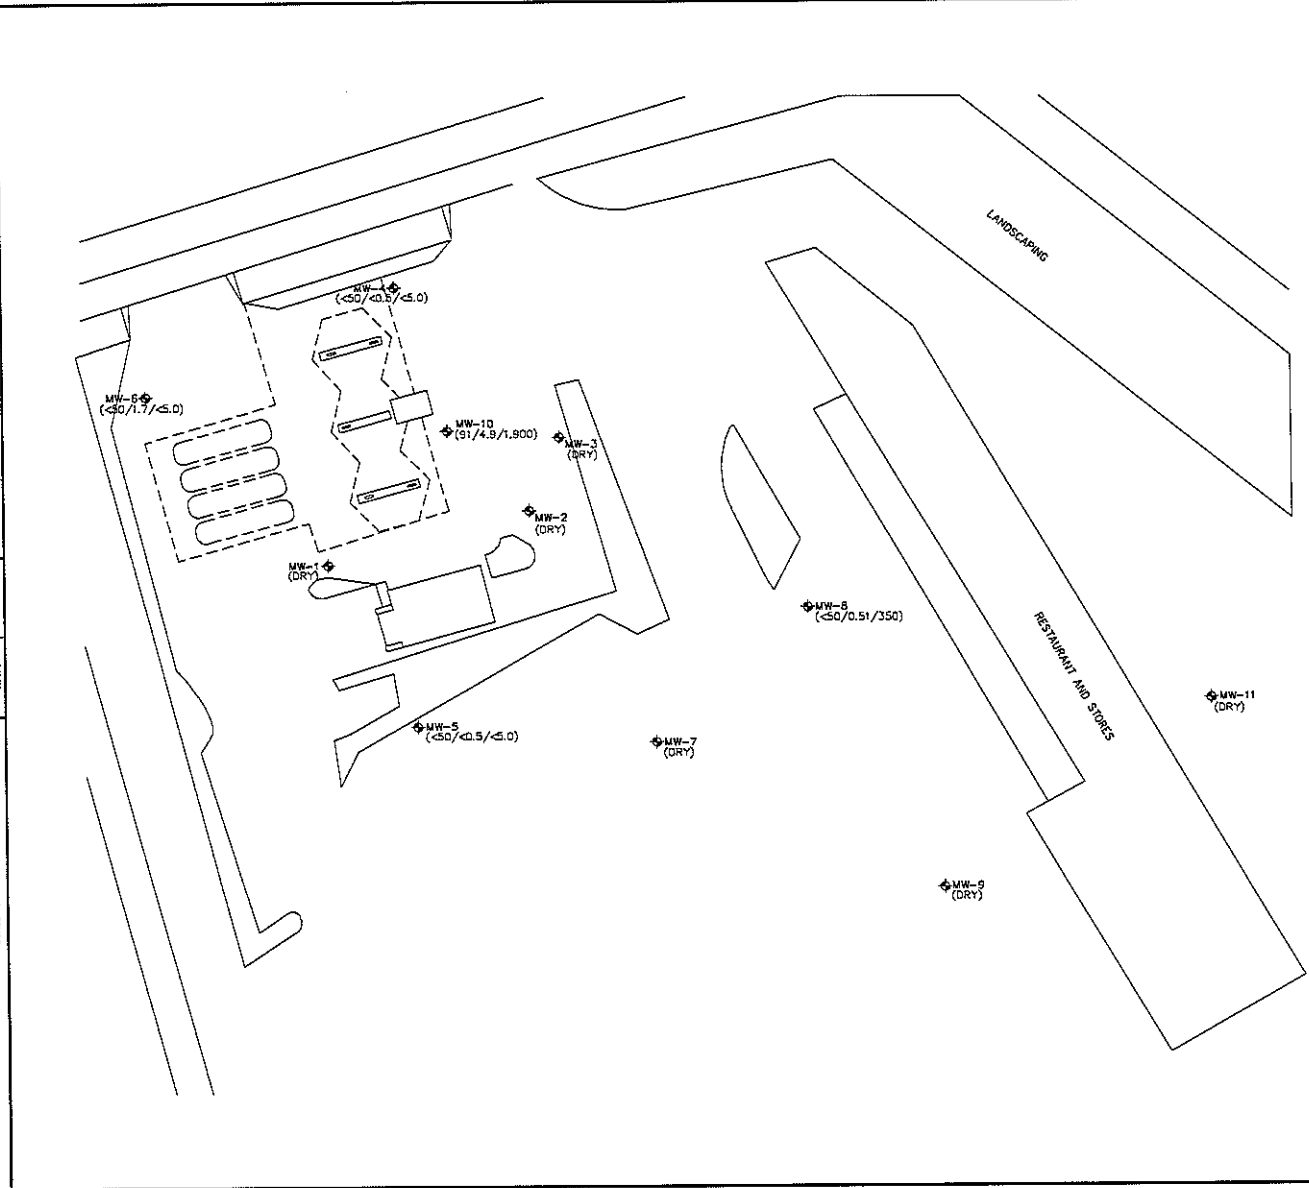 LANDSCAPING
MW-4
(<50/<0.5/<5.0)
MW-6
(<50/1.7/<5.0)
MW-10
(91/4.9/1,900)
MW-3
(DRY)
MW-2
(DRY)
MW-1
(DRY)
MW-8
(<50/0.51/350)
RESTAURANT AND STORES
MW-11
(DRY)
MW-5
(<50/<0.5/<5.0)
MW-7
(DRY)
MW-9
(DRY)